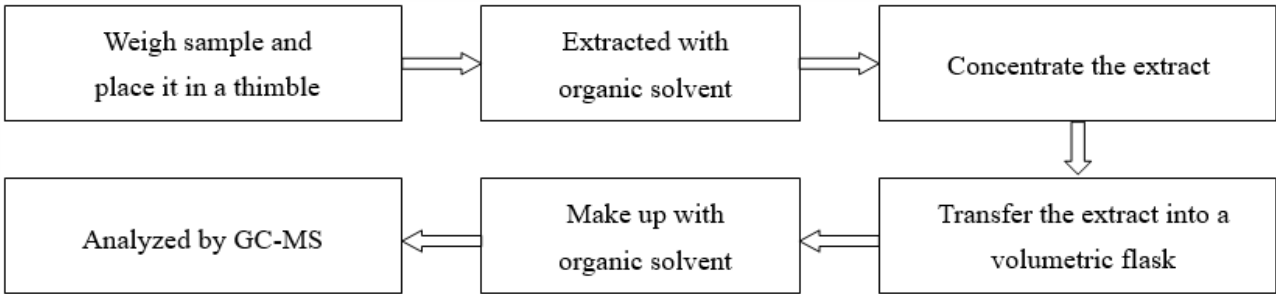 Weigh sample and
place it in a thimble
Extracted with
organic solvent
Concentrate the extract
Transfer the extract into a
volumetric flask
Make up with
organic solvent
Analyzed by GC-MS